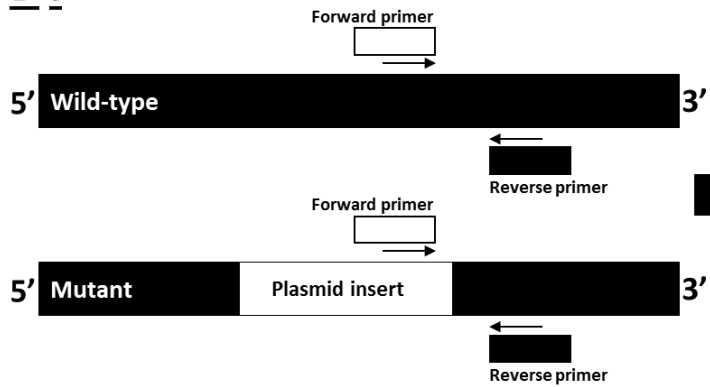 Forward primer
5’ Wild-type 3’
Reverse primer
Forward primer
5’ Mutant Plasmid insert 3’
Reverse primer